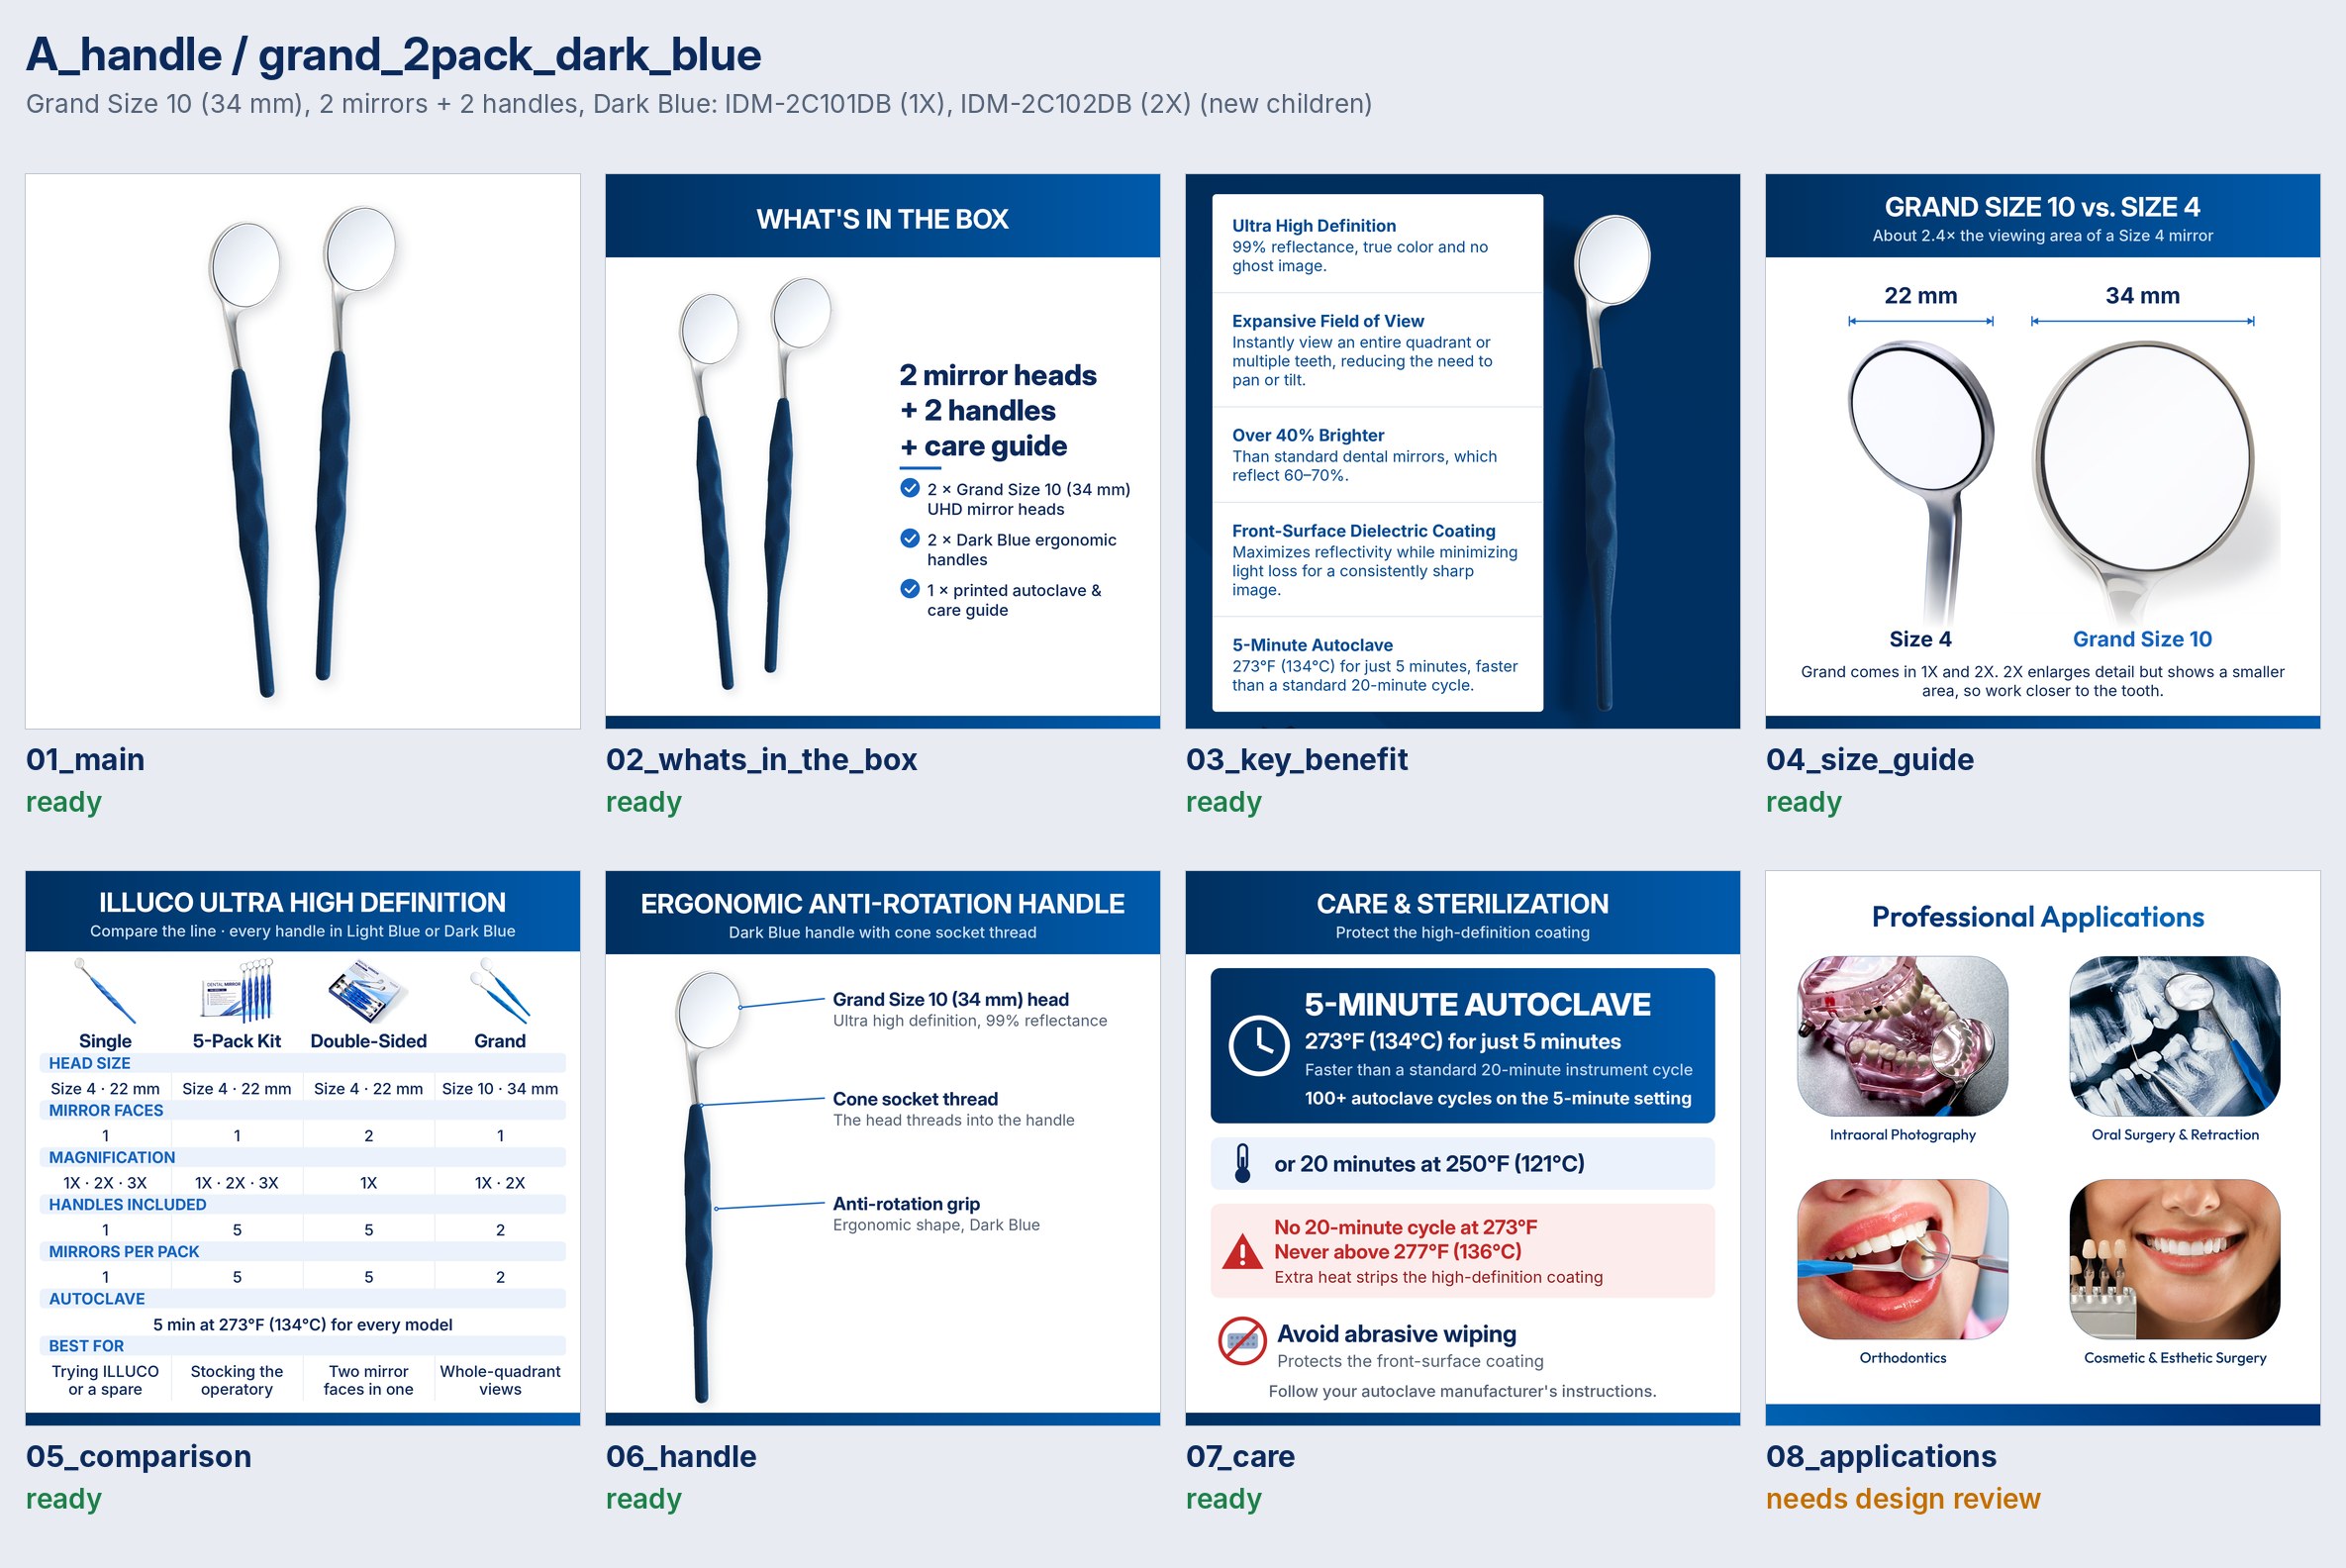 A_handle / grand_2pack_dark_blue
Grand Size 10 (34 mm), 2 mirrors + 2 handles, Dark Blue: IDM-2C101DB (1X), IDM-2C102DB (2X) (new children)
01_main
ready
WHAT'S IN THE BOX
2 mirror heads
+ 2 handles
+ care guide
2 × Grand Size 10 (34 mm)
UHD mirror heads
2 × Dark Blue ergonomic
handles
1 × printed autoclave &
care guide
02_whats_in_the_box
ready
Ultra High Definition
99% reflectance, true color and no
ghost image.
Expansive Field of View
Instantly view an entire quadrant or
multiple teeth, reducing the need to
pan or tilt.
Over 40% Brighter
Than standard dental mirrors, which
reflect 60–70%.
Front-Surface Dielectric Coating
Maximizes reflectivity while minimizing
light loss for a consistently sharp
image.
5-Minute Autoclave
273°F (134°C) for just 5 minutes, faster
than a standard 20-minute cycle.
03_key_benefit
ready
GRAND SIZE 10 vs. SIZE 4
About 2.4× the viewing area of a Size 4 mirror
22 mm
34 mm
Size 4
Grand Size 10
Grand comes in 1X and 2X. 2X enlarges detail but shows a smaller
area, so work closer to the tooth.
04_size_guide
ready
ILLUCO ULTRA HIGH DEFINITION
Compare the line · every handle in Light Blue or Dark Blue
DENTAL MIRROR
Single 5-Pack Kit Double-Sided Grand
HEAD SIZE
Size 4 · 22 mm Size 4 · 22 mm Size 4 · 22 mm Size 10 · 34 mm
MIRROR FACES
1 1 2 1
MAGNIFICATION
1X · 2X · 3X 1X · 2X · 3X 1X 1X · 2X
HANDLES INCLUDED
1 5 5 2
MIRRORS PER PACK
1 5 5 2
AUTOCLAVE
5 min at 273°F (134°C) for every model
BEST FOR
Trying ILLUCO Stocking the Two mirror Whole-quadrant
or a spare operatory faces in one views
05_comparison
ready
ERGONOMIC ANTI-ROTATION HANDLE
Dark Blue handle with cone socket thread
Grand Size 10 (34 mm) head
Ultra high definition, 99% reflectance
Cone socket thread
The head threads into the handle
Anti-rotation grip
Ergonomic shape, Dark Blue
06_handle
ready
CARE & STERILIZATION
Protect the high-definition coating
5-MINUTE AUTOCLAVE
273°F (134°C) for just 5 minutes
Faster than a standard 20-minute instrument cycle
100+ autoclave cycles on the 5-minute setting
or 20 minutes at 250°F (121°C)
No 20-minute cycle at 273°F
Never above 277°F (136°C)
Extra heat strips the high-definition coating
Avoid abrasive wiping
Protects the front-surface coating
Follow your autoclave manufacturer's instructions.
07_care
ready
Professional Applications
Intraoral Photography
Oral Surgery & Retraction
Orthodontics
Cosmetic & Esthetic Surgery
08_applications
needs design review